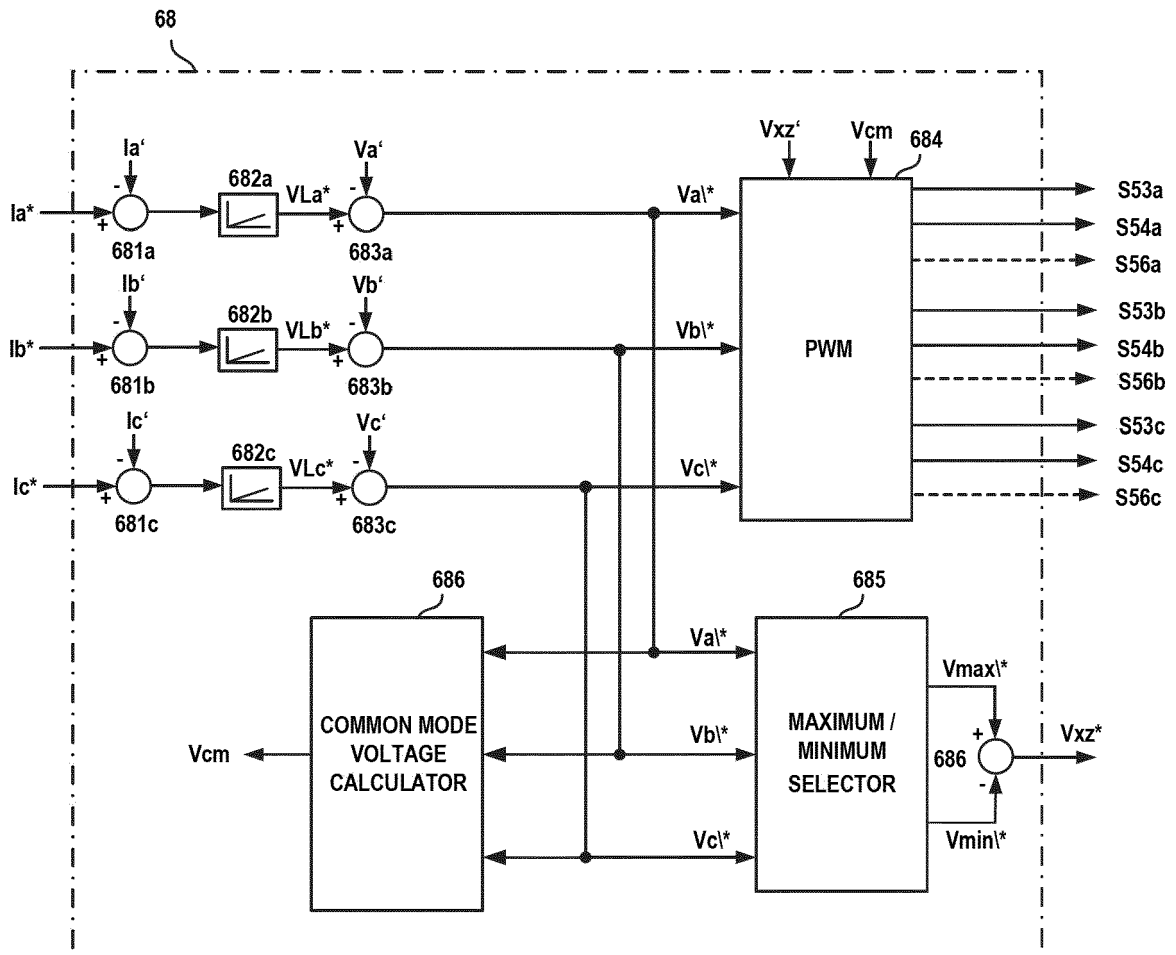 68
Ia‘
Va‘
Vxz‘
Vcm
684
-
682a
VLa*
-
Va\*
S53a
Ia*
+
+
S54a
681a
683a
S56a
Ib‘
Vb‘
-
682b
VLb*
-
Vb\*
PWM
S53b
Ib*
+
+
S54b
681b
683b
S56b
Ic‘
Vc‘
-
682c
VLc*
-
Vc\*
S53c
Ic*
+
+
S54c
681c
683c
S56c
686
685
Va\*
Vmax\*
COMMON MODE
VOLTAGE
CALCULATOR
Vcm
Vb\*
MAXIMUM /
MINIMUM
SELECTOR
+
686
-
Vxz*
Vc\*
Vmin\*